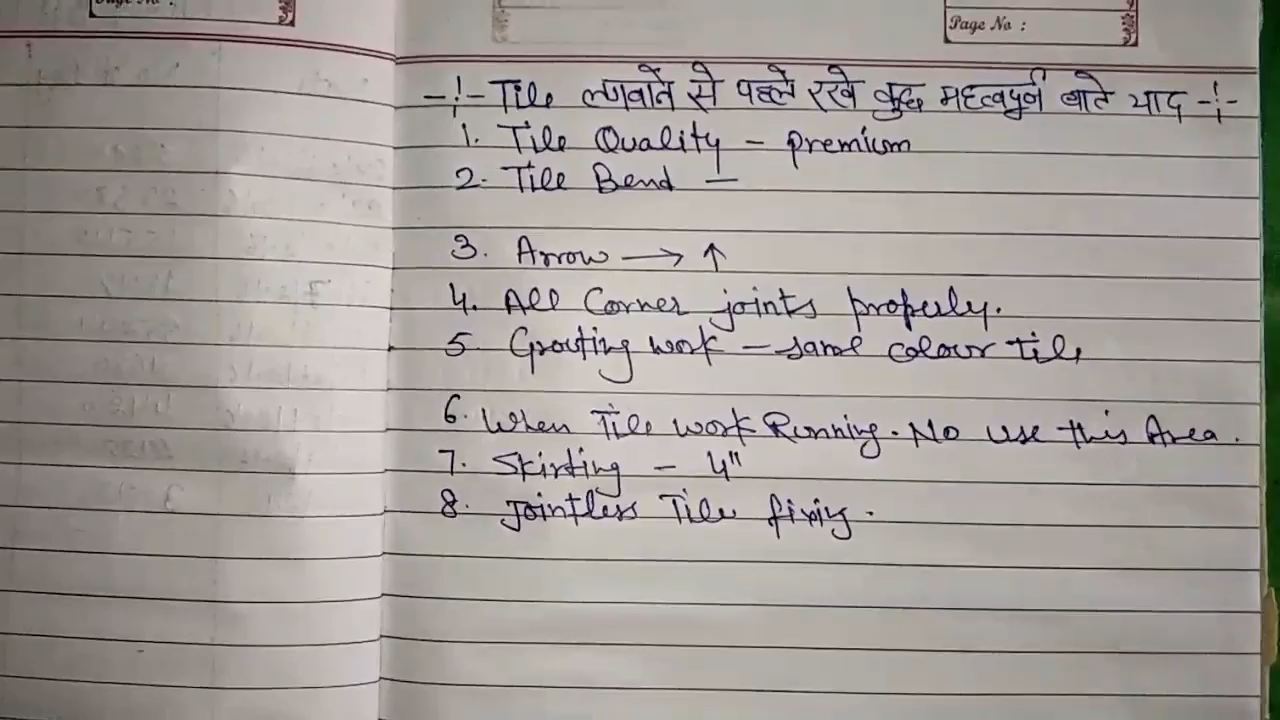 Page No :
Page No :
-:- Tile लगवाने से पहले रखे कुछ महत्वपूर्ण बाते याद -:-
1. Tile Quality - premium
2. Tile Bend -
3. Arrow → ↑
4. All Corner joints properly.
5. Grouting work - same colour Tile
6. When Tile work Running. No use this Area.
7. Skirting - 4"
8. Jointless Tile fixing.